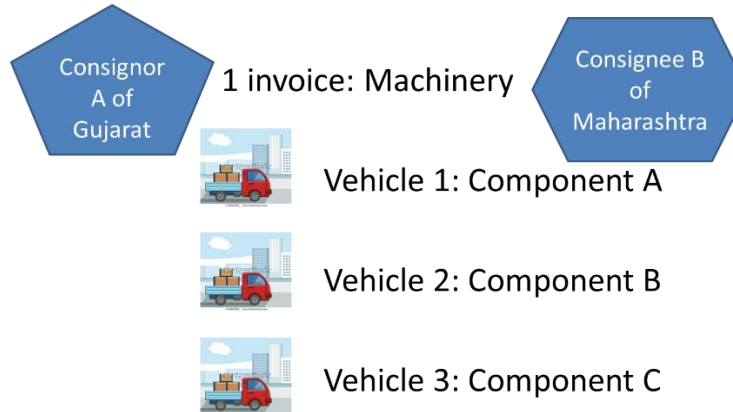 Consignor
A of
Gujarat
1 invoice: Machinery
Consignee B
of
Maharashtra
Vehicle 1: Component A
Vehicle 2: Component B
Vehicle 3: Component C